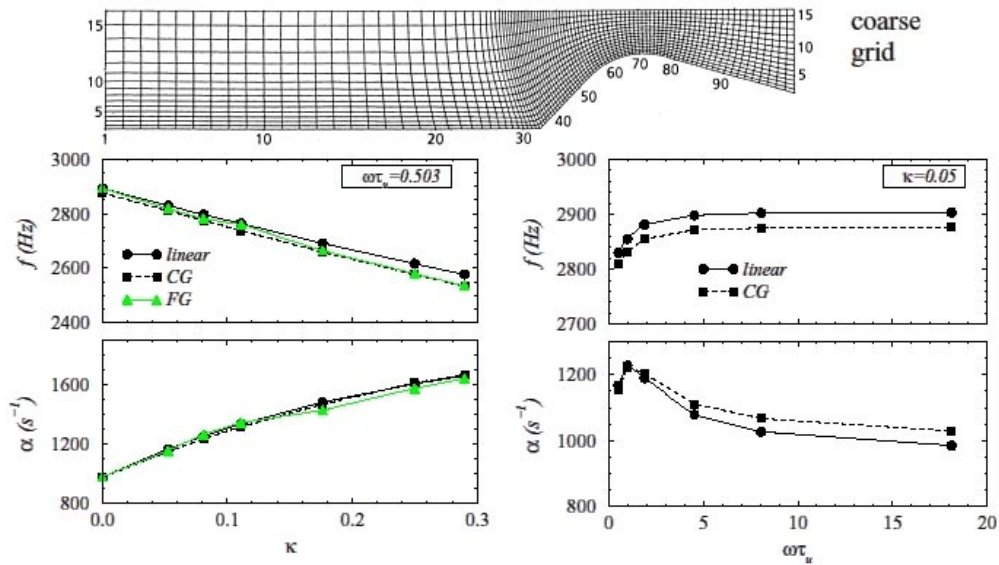 15
10
5
1 10 20 30
40
50
60
70
80
90
15
10
5
coarse
grid
3000
2800
2600
2400
f (Hz)
ωτu=0.503
linear
CG
FG
1600
1200
800
α (s⁻¹)
0.0 0.1 0.2 0.3
κ
3000
2900
2800
2700
f (Hz)
κ=0.05
linear
CG
1200
1000
800
α (s⁻¹)
0 5 10 15 20
ωτu